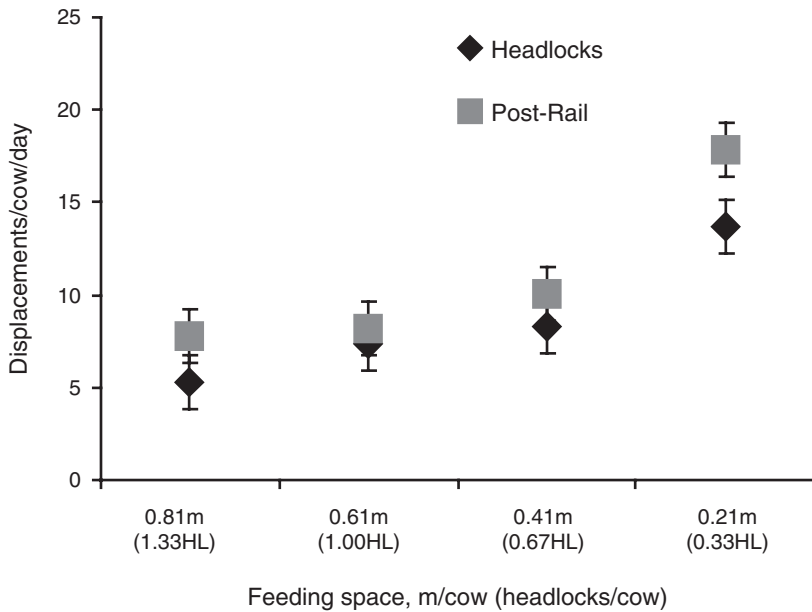 25
20
15
10
5
0
Displacements/cow/day
Headlocks
Post-Rail
0.81m 0.61m 0.41m 0.21m
(1.33HL) (1.00HL) (0.67HL) (0.33HL)
Feeding space, m/cow (headlocks/cow)